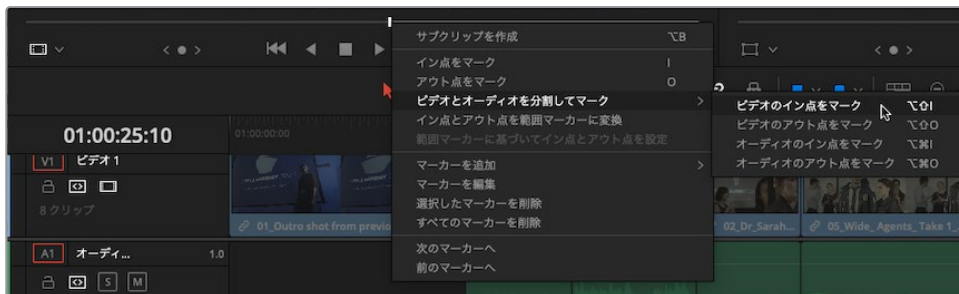 サブクリップを作成 ⌥B
イン点をマーク I
アウト点をマーク O
ビデオとオーディオを分割してマーク >
ビデオのイン点をマーク ⌥⇧I
イン点とアウト点を範囲マーカーに変換
ビデオのアウト点をマーク ⌥⇧O
01:00:25:10
01:00:00:00
範囲マーカーに基づいてイン点とアウト点を設定
オーディオのイン点をマーク ⌥⌘I
オーディオのアウト点をマーク ⌥⌘O
V1 ビデオ 1
マーカーを追加 >
マーカーを編集
8 クリップ
選択したマーカーを削除
すべてのマーカーを削除
01_Outro shot from previo
02_Dr_Sarah...
05_Wide_ Agents_ Take 1_
A1 オーディ... 1.0
次のマーカーへ
前のマーカーへ
S M